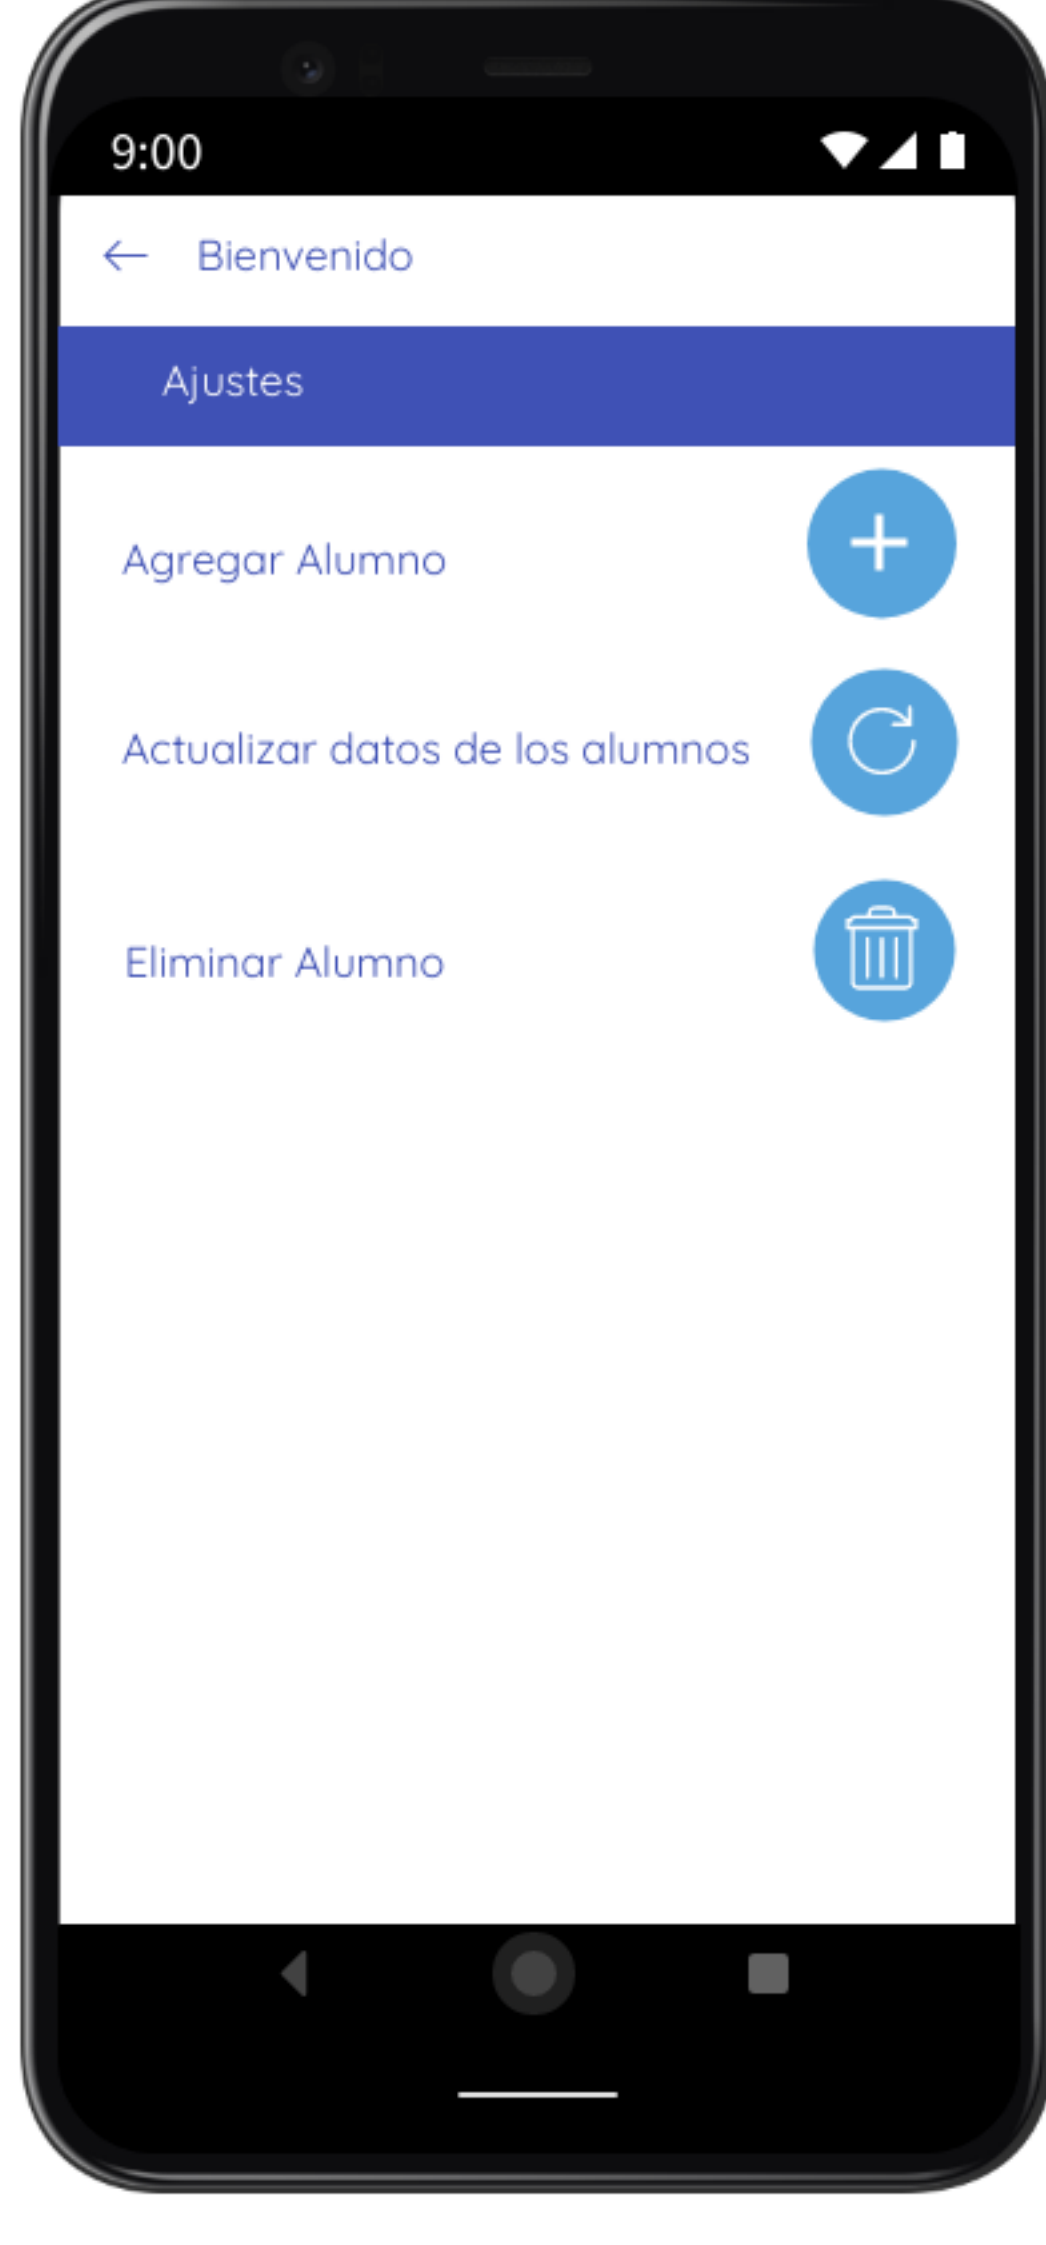 9:00
Bienvenido
Ajustes
Agregar Alumno
Actualizar datos de los alumnos
Eliminar Alumno